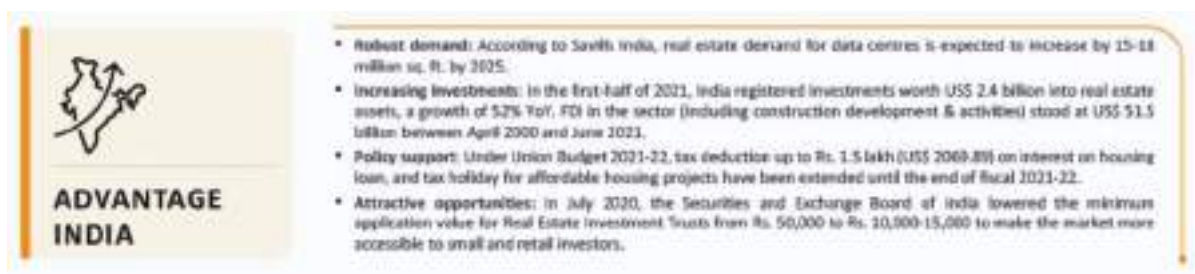 ADVANTAGE
INDIA
• Robust demand: According to Savills India, real estate demand for data centres is expected to increase by 15-18
million sq. ft. by 2025.
• Increasing investments: In the first-half of 2021, India registered investments worth US$ 2.4 billion into real estate
assets, a growth of 52% YoY. FDI in the sector (including construction development & activities) stood at US$ 51.5
billion between April 2000 and June 2021.
• Policy support: Under Union Budget 2021-22, tax deduction up to Rs. 1.5 lakh (US$ 2069.89) on interest on housing
loan, and tax holiday for affordable housing projects have been extended until the end of fiscal 2021-22.
• Attractive opportunities: In July 2020, the Securities and Exchange Board of India lowered the minimum
application value for Real Estate Investment Trusts from Rs. 50,000 to Rs. 10,000-15,000 to make the market more
accessible to small and retail investors.